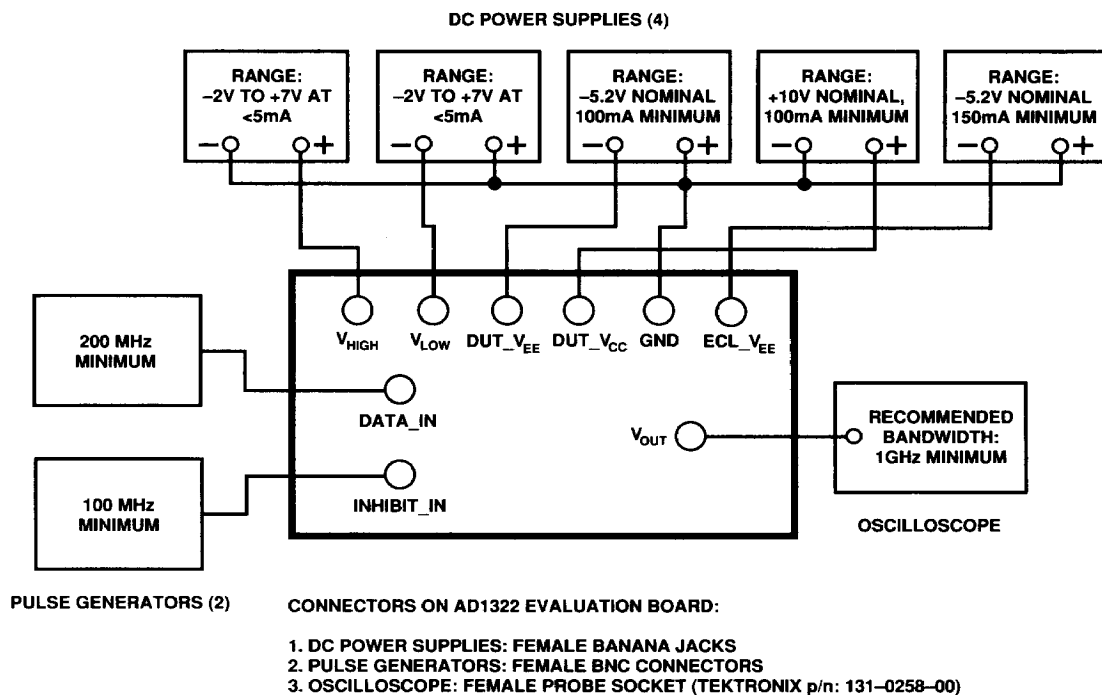 DC POWER SUPPLIES (4)
RANGE:
–2V TO +7V AT
<5mA
– +
RANGE:
–2V TO +7V AT
<5mA
– +
RANGE:
–5.2V NOMINAL
100mA MINIMUM
– +
RANGE:
+10V NOMINAL,
100mA MINIMUM
– +
RANGE:
–5.2V NOMINAL
150mA MINIMUM
– +
VHIGH VLOW DUT_VEE DUT_VCC GND ECL_VEE
200 MHz
MINIMUM
DATA_IN
VOUT
RECOMMENDED
BANDWIDTH:
1GHz MINIMUM
100 MHz
MINIMUM
INHIBIT_IN
OSCILLOSCOPE
PULSE GENERATORS (2)
CONNECTORS ON AD1322 EVALUATION BOARD:
1. DC POWER SUPPLIES: FEMALE BANANA JACKS
2. PULSE GENERATORS: FEMALE BNC CONNECTORS
3. OSCILLOSCOPE: FEMALE PROBE SOCKET (TEKTRONIX p/n: 131–0258–00)